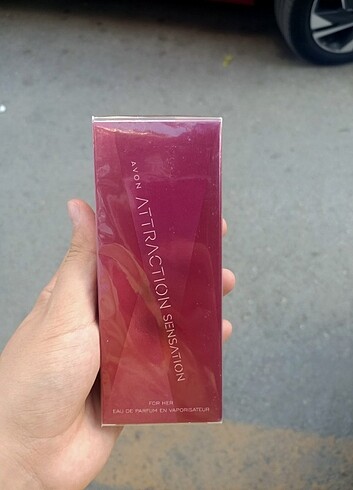 AVON
ATTRACTION SENSATION
FOR HER
EAU DE PARFUM EN VAPORISATEUR